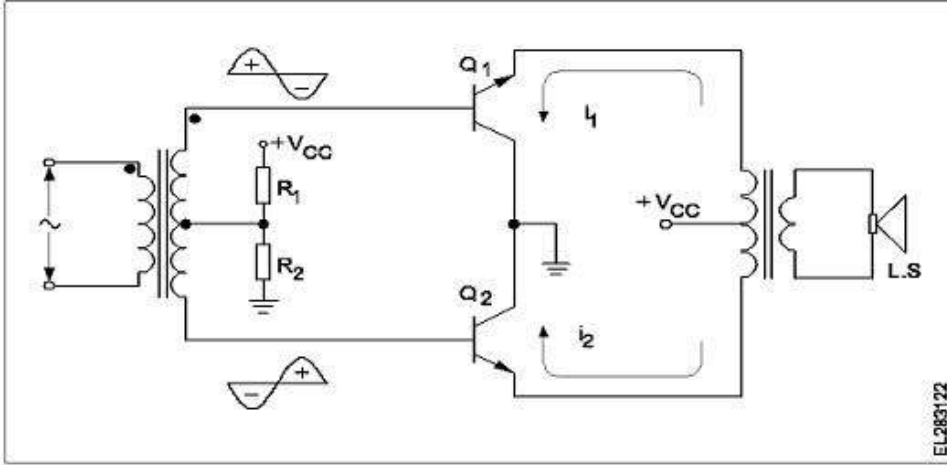 +
−
Q1
i1
+VCC
R1
R2
~
+VCC
L.S
Q2
i2
+
−
EL283122